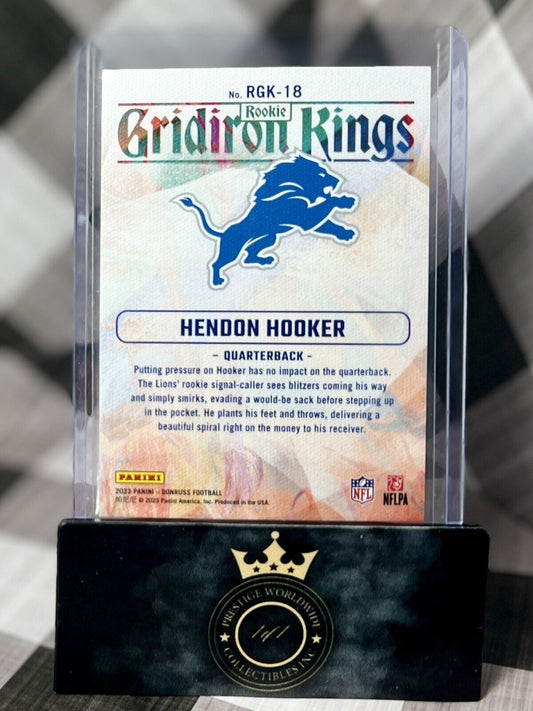 No. RGK-18
Rookie
Gridiron Kings
HENDON HOOKER
– QUARTERBACK –
Putting pressure on Hooker has no impact on the quarterback.
The Lions' rookie signal-caller sees blitzers coming his way
and simply smirks, evading a would-be sack before stepping up
in the pocket. He plants his feet and throws, delivering a
beautiful spiral right on the money to his receiver.
PANINI
2023 PANINI – DONRUSS FOOTBALL
© 2023 Panini America, Inc. Produced in the USA.
NFL
NFLPA
PRESTIGE WORLDWIDE
1of1
COLLECTIBLES INC